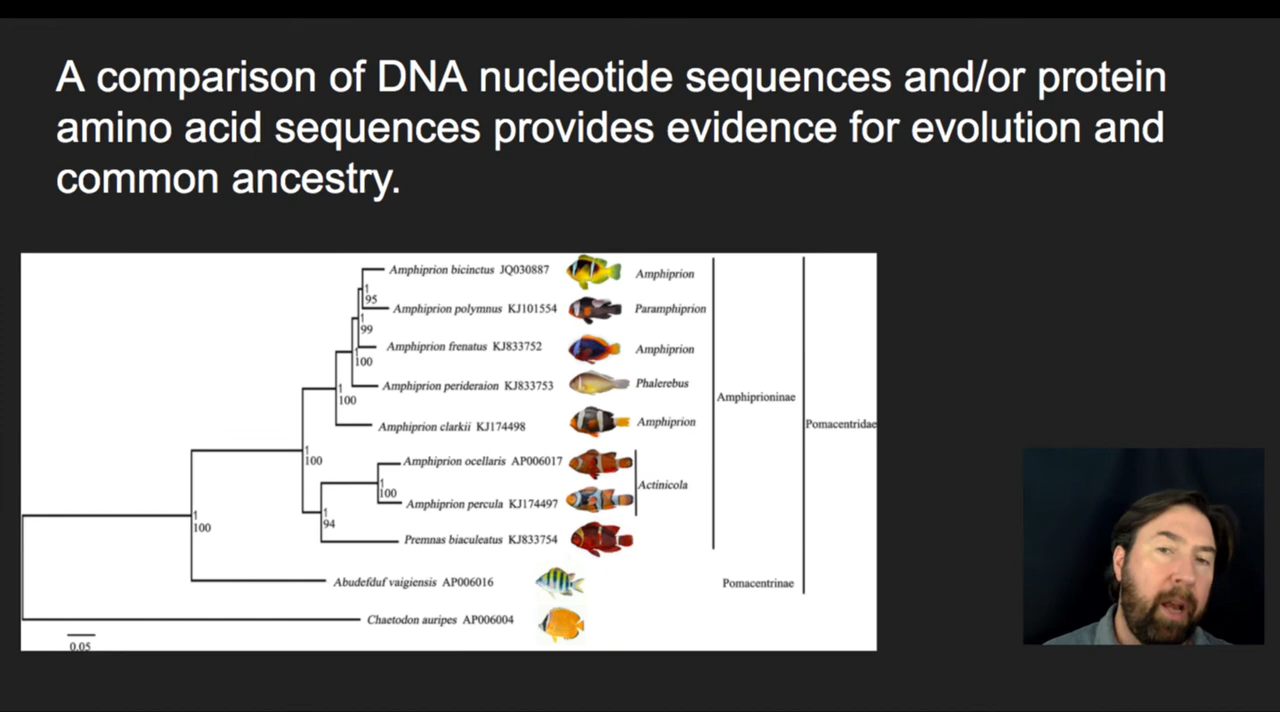 A comparison of DNA nucleotide sequences and/or protein
amino acid sequences provides evidence for evolution and
common ancestry.
Amphiprion bicinctus JQ030887 Amphiprion
1
95
Amphiprion polymnus KJ101554 Paramphiprion
1
99
Amphiprion frenatus KJ833752 Amphiprion
100
Amphiprion perideraion KJ833753 Phalerebus
1
100
Amphiprioninae
Amphiprion clarkii KJ174498 Amphiprion
Pomacentridae
1
100
Amphiprion ocellaris AP006017
Actinicola
1
100
Amphiprion percula KJ174497
1
94
1
100
Premnas biaculeatus KJ833754
Abudefduf vaigiensis AP006016 Pomacentrinae
Chaetodon auripes AP006004
0.05